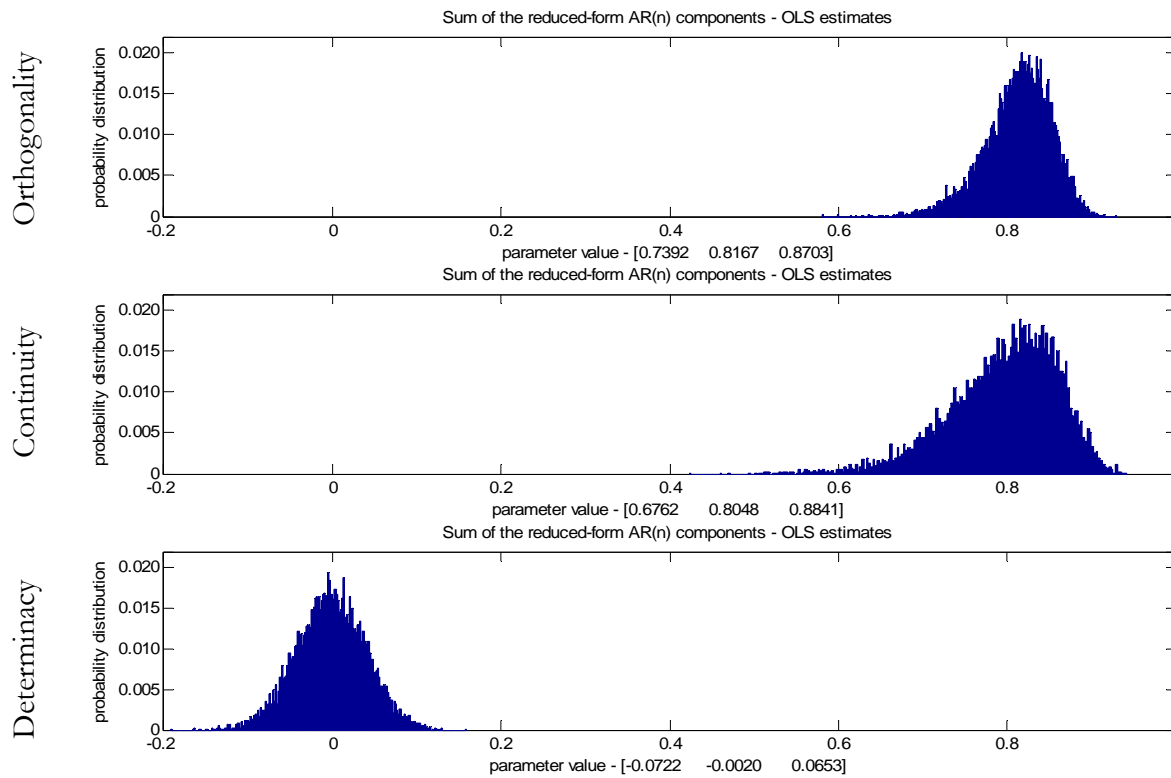 Orthogonality
Sum of the reduced-form AR(n) components - OLS estimates
probability distribution
0.020
0.015
0.010
0.005
0
-0.2 0 0.2 0.4 0.6 0.8
parameter value - [0.7392 0.8167 0.8703]
Continuity
Sum of the reduced-form AR(n) components - OLS estimates
probability distribution
0.020
0.015
0.010
0.005
0
-0.2 0 0.2 0.4 0.6 0.8
parameter value - [0.6762 0.8048 0.8841]
Determinacy
Sum of the reduced-form AR(n) components - OLS estimates
probability distribution
0.020
0.015
0.010
0.005
0
-0.2 0 0.2 0.4 0.6 0.8
parameter value - [-0.0722 -0.0020 0.0653]